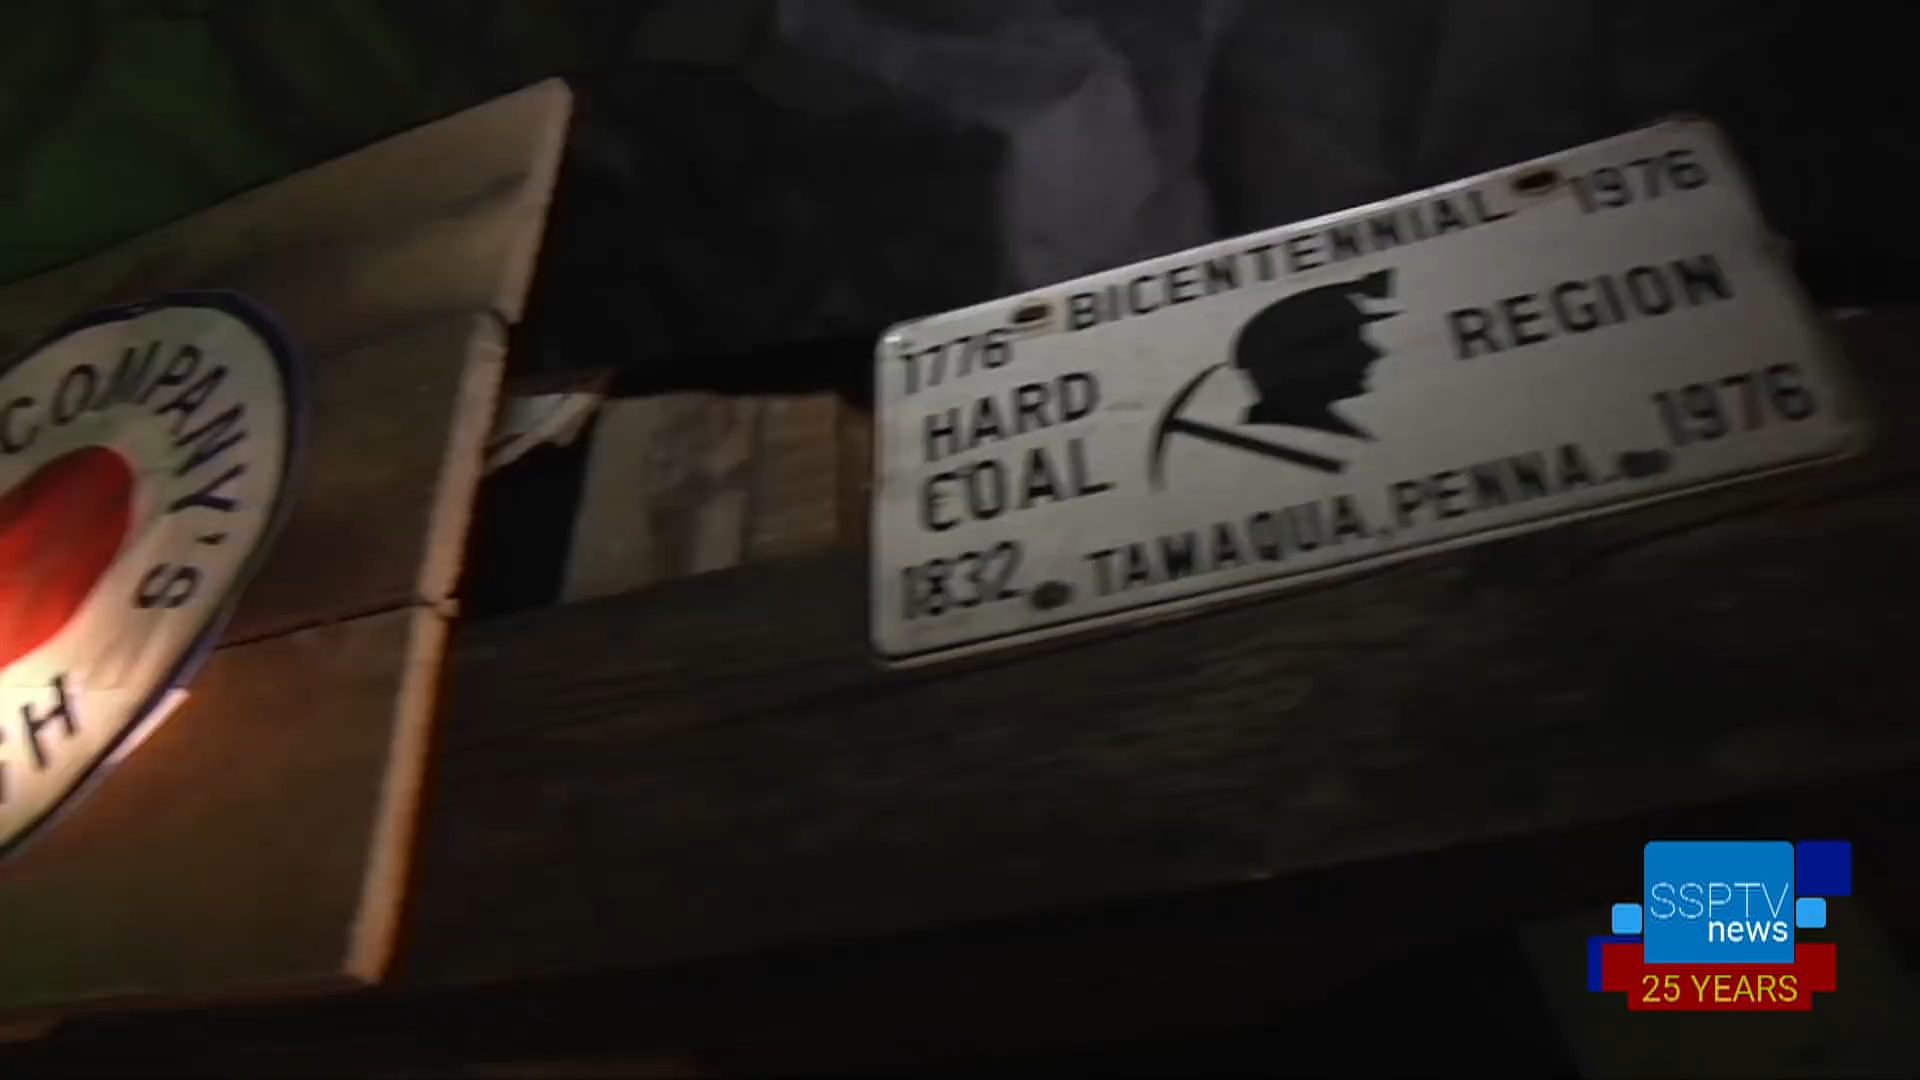 COMPANY'S
1776 BICENTENNIAL 1976
HARD
COAL
REGION
1832 TAMAQUA, PENNA. 1976
SSPTV
news
25 YEARS